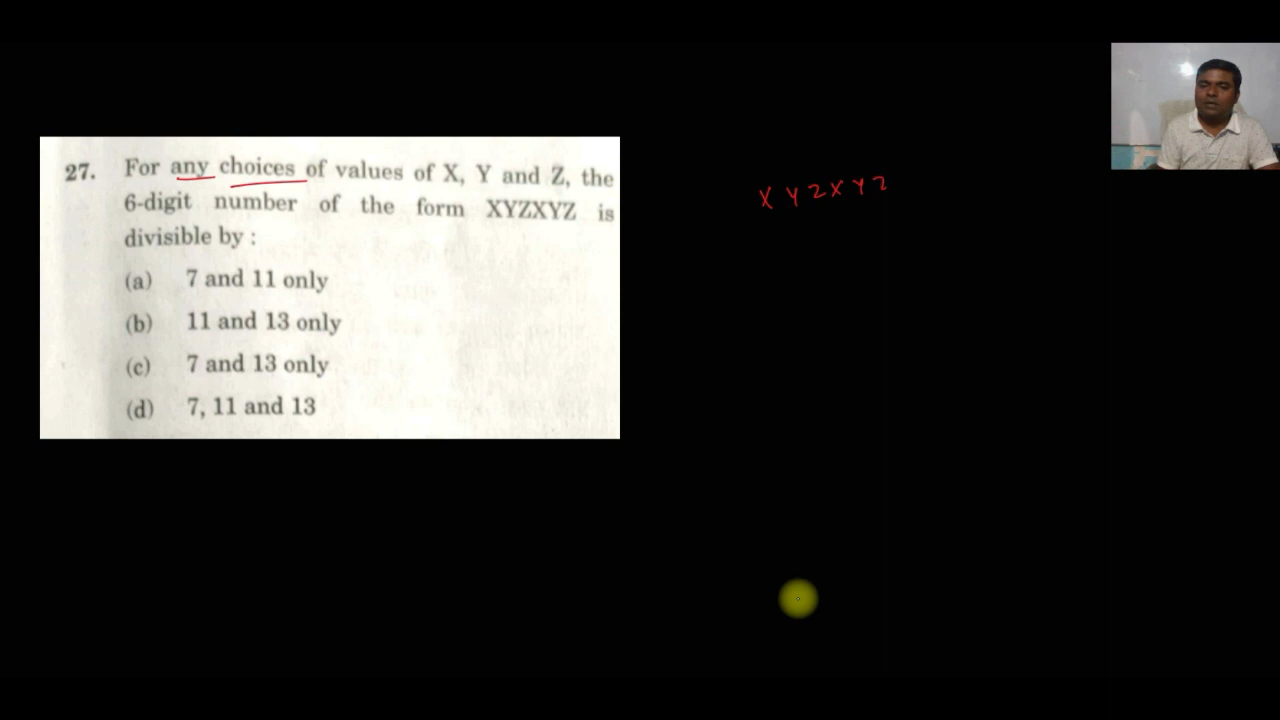 27. For any choices of values of X, Y and Z, the
6-digit number of the form XYZXYZ is
divisible by :
(a) 7 and 11 only
(b) 11 and 13 only
(c) 7 and 13 only
(d) 7, 11 and 13
X Y Z X Y Z